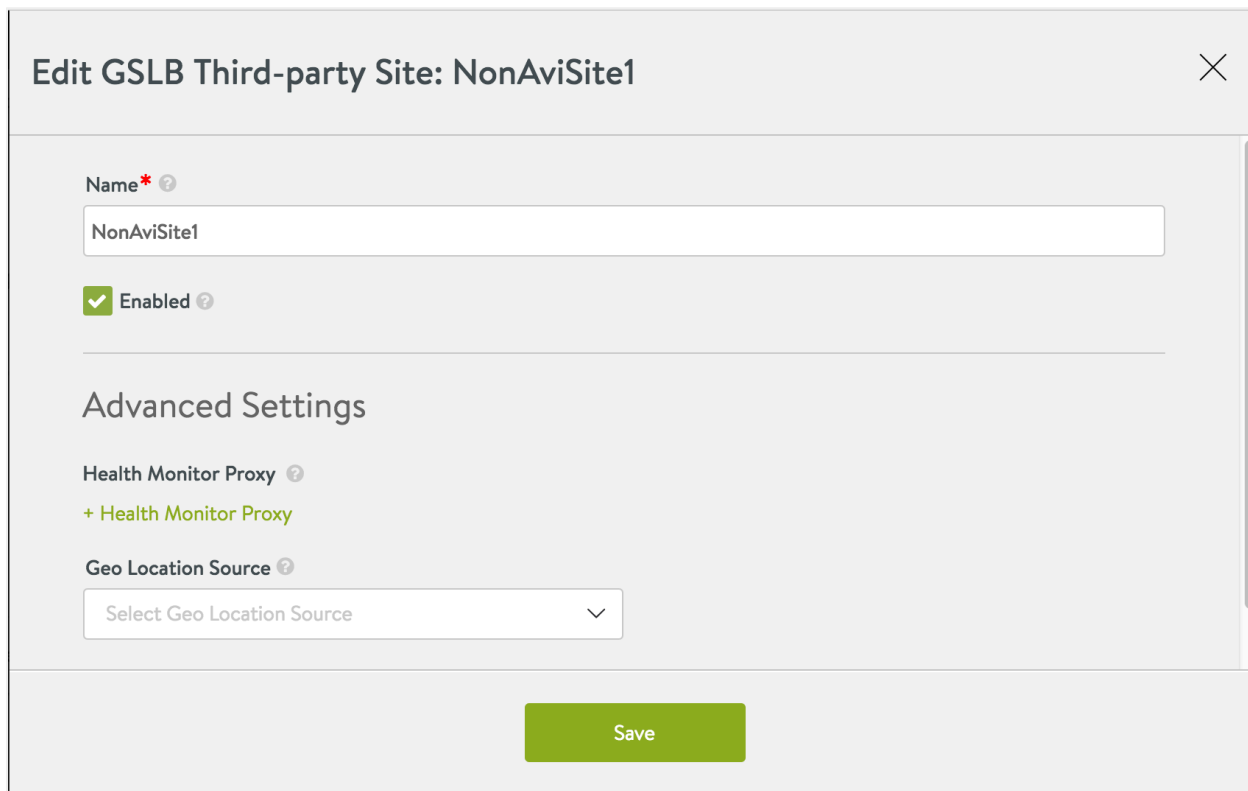 Edit GSLB Third-party Site: NonAviSite1
Name* ?
NonAviSite1
Enabled ?
Advanced Settings
Health Monitor Proxy ?
+ Health Monitor Proxy
Geo Location Source ?
Select Geo Location Source
Save